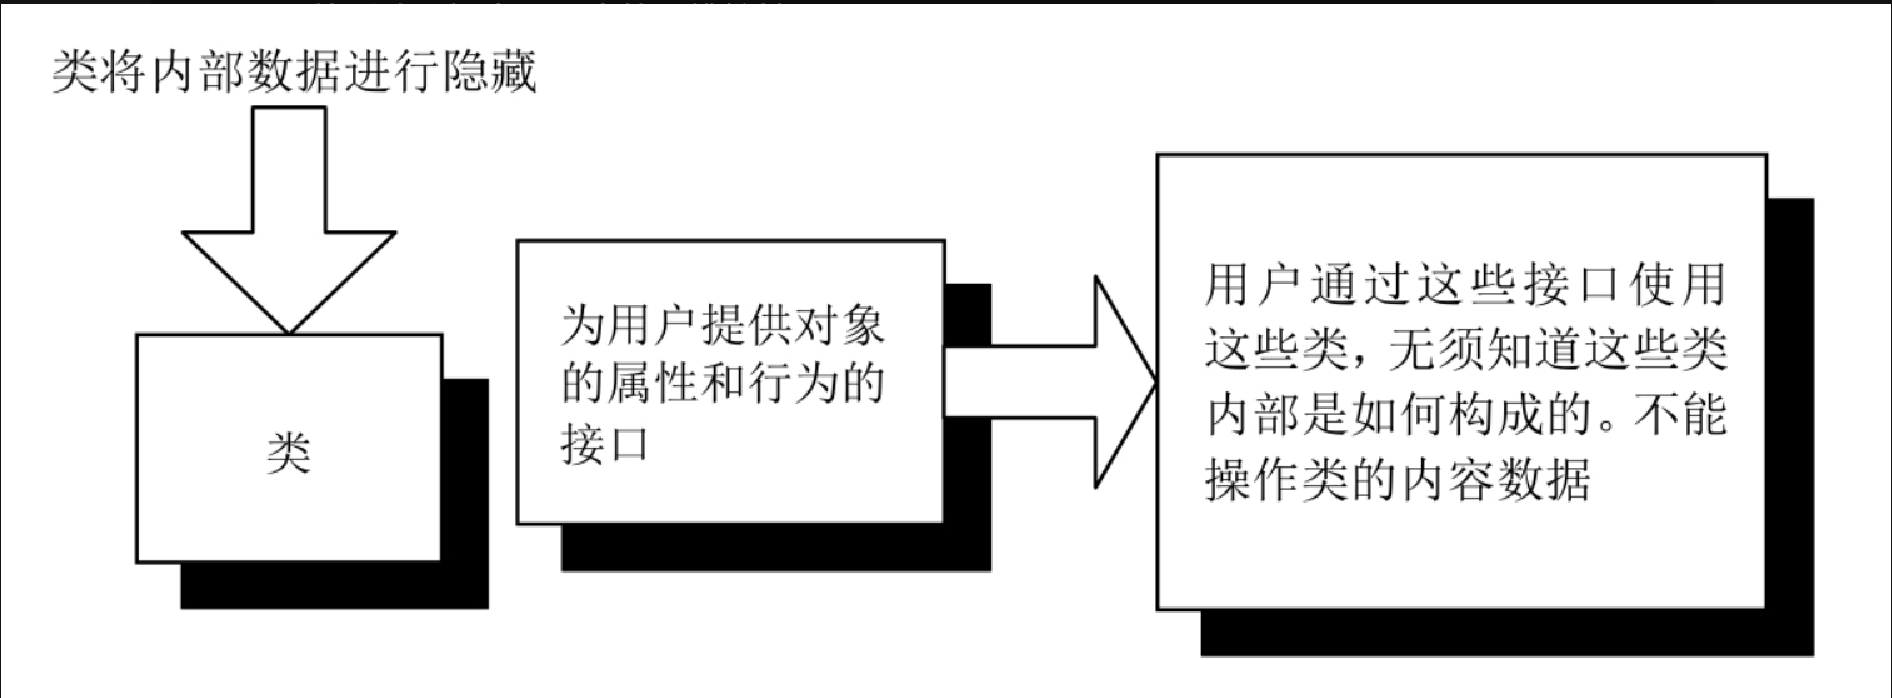 类将内部数据进行隐藏
类
为用户提供对象
的属性和行为的
接口
用户通过这些接口使用
这些类，无须知道这些类
内部是如何构成的。不能
操作类的内容数据